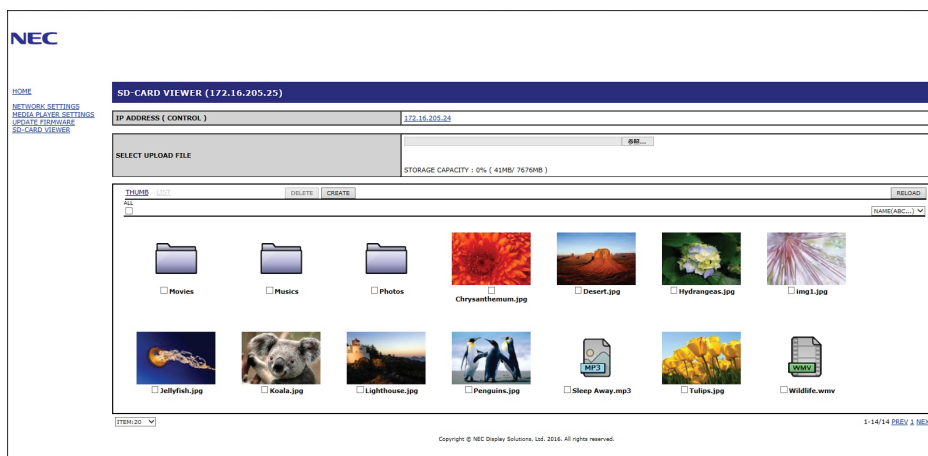 NEC
HOME
NETWORK SETTINGS
MEDIA PLAYER SETTINGS
UPDATE FIRMWARE
SD-CARD VIEWER
SD-CARD VIEWER (172.16.205.25)
IP ADDRESS ( CONTROL ) 172.16.205.24
SELECT UPLOAD FILE 参照...
STORAGE CAPACITY : 0% ( 41MB/ 7676MB )
THUMB LIST DELETE CREATE RELOAD
ALL
NAME(ABC...)
Movies Musics Photos Chrysanthemum.jpg Desert.jpg Hydrangeas.jpg img1.jpg
MP3 WMV
Jellyfish.jpg Koala.jpg Lighthouse.jpg Penguins.jpg Sleep Away.mp3 Tulips.jpg Wildlife.wmv
ITEM:20 1-14/14 PREV 1 NEX
Copyright © NEC Display Solutions, Ltd. 2016. All rights reserved.